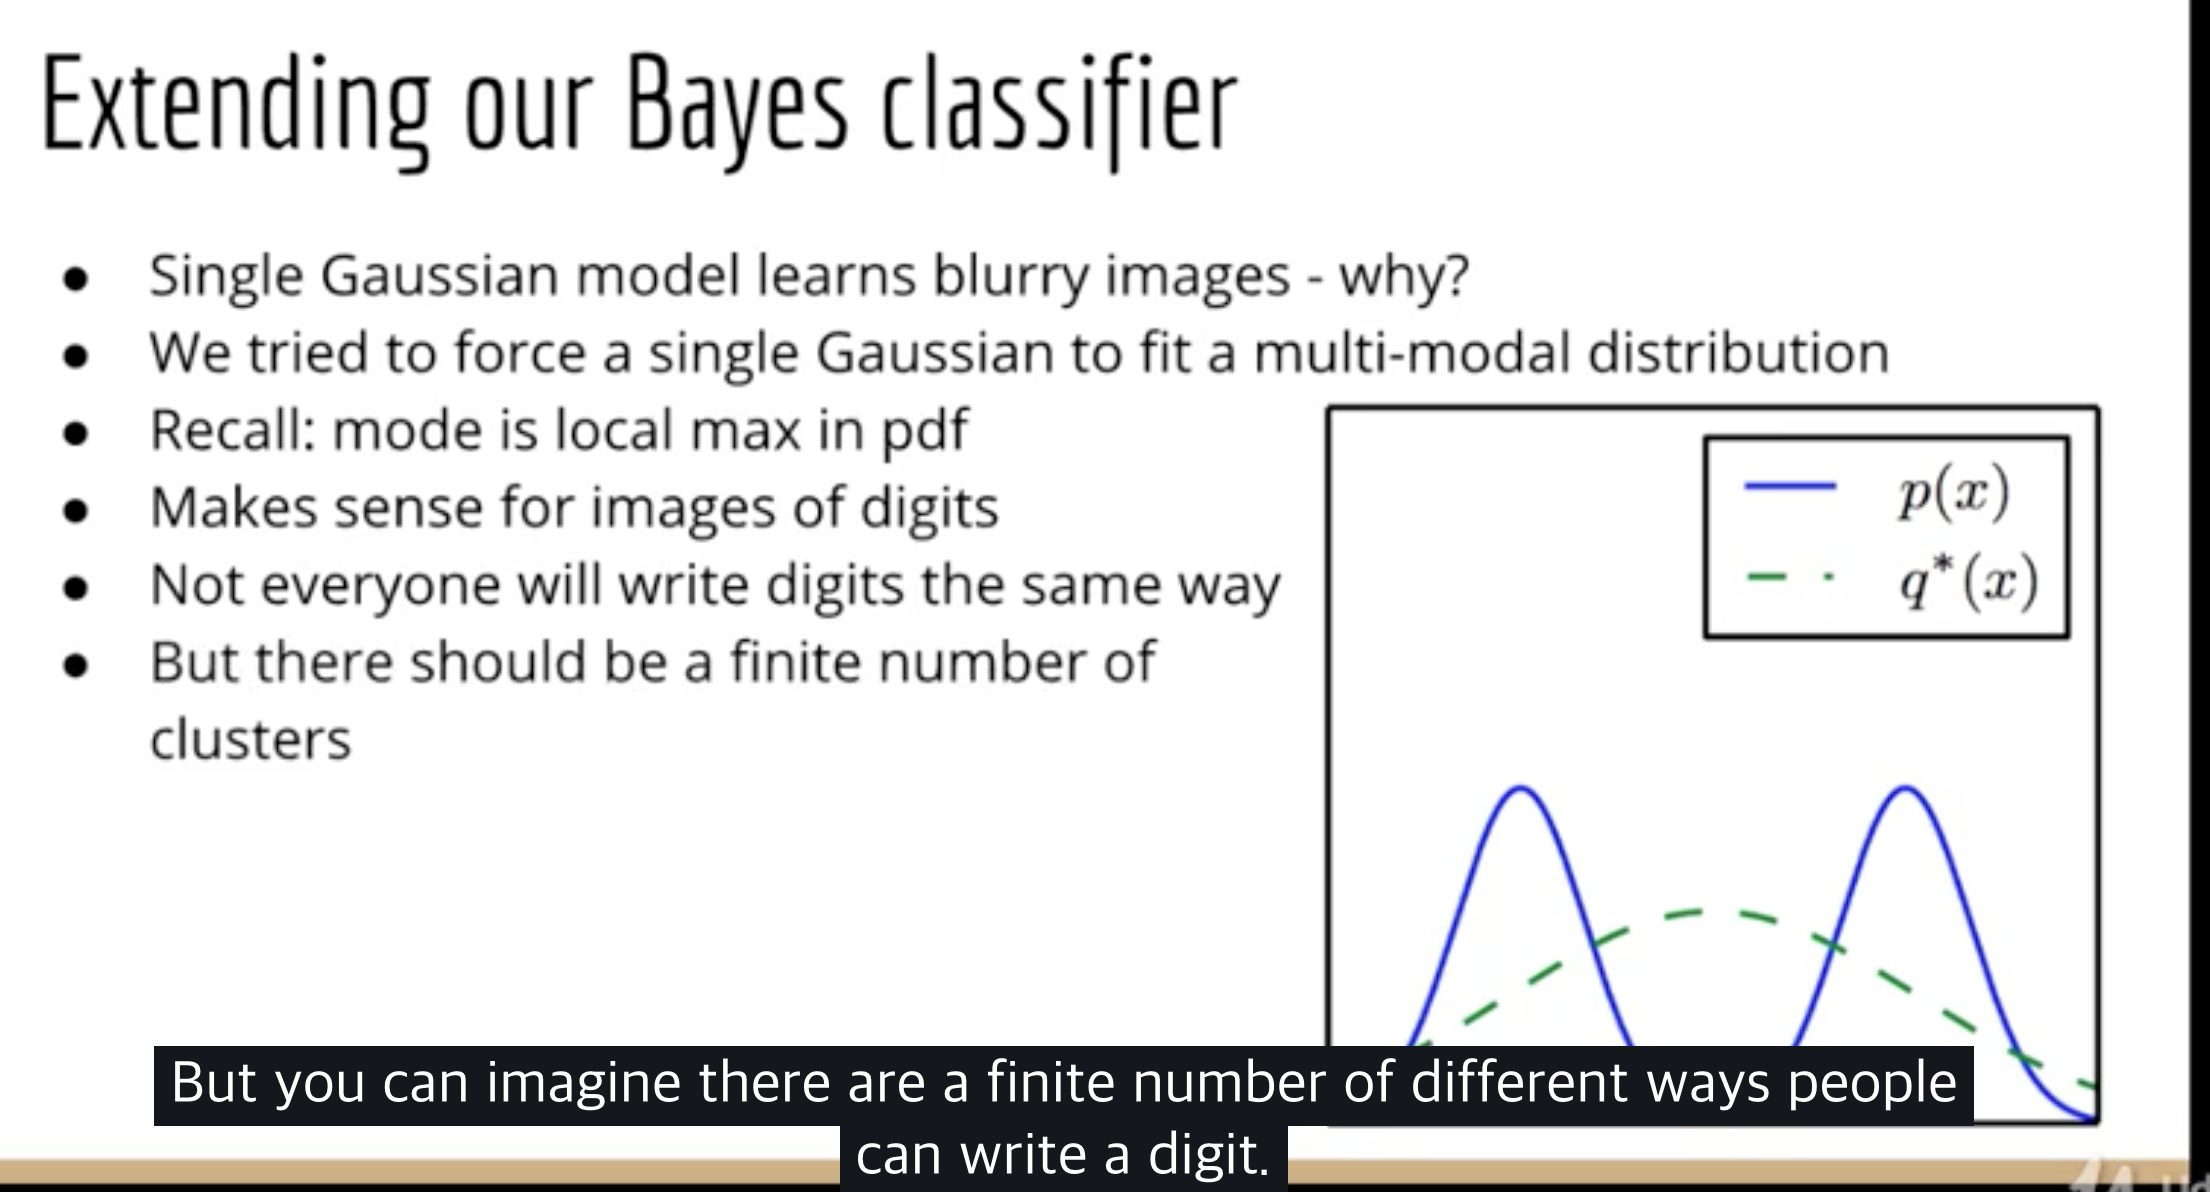 Extending our Bayes classifier
● Single Gaussian model learns blurry images - why?
● We tried to force a single Gaussian to fit a multi-modal distribution
● Recall: mode is local max in pdf
● Makes sense for images of digits
● Not everyone will write digits the same way
● But there should be a finite number of
clusters
p(x)
q*(x)
But you can imagine there are a finite number of different ways people
can write a digit.